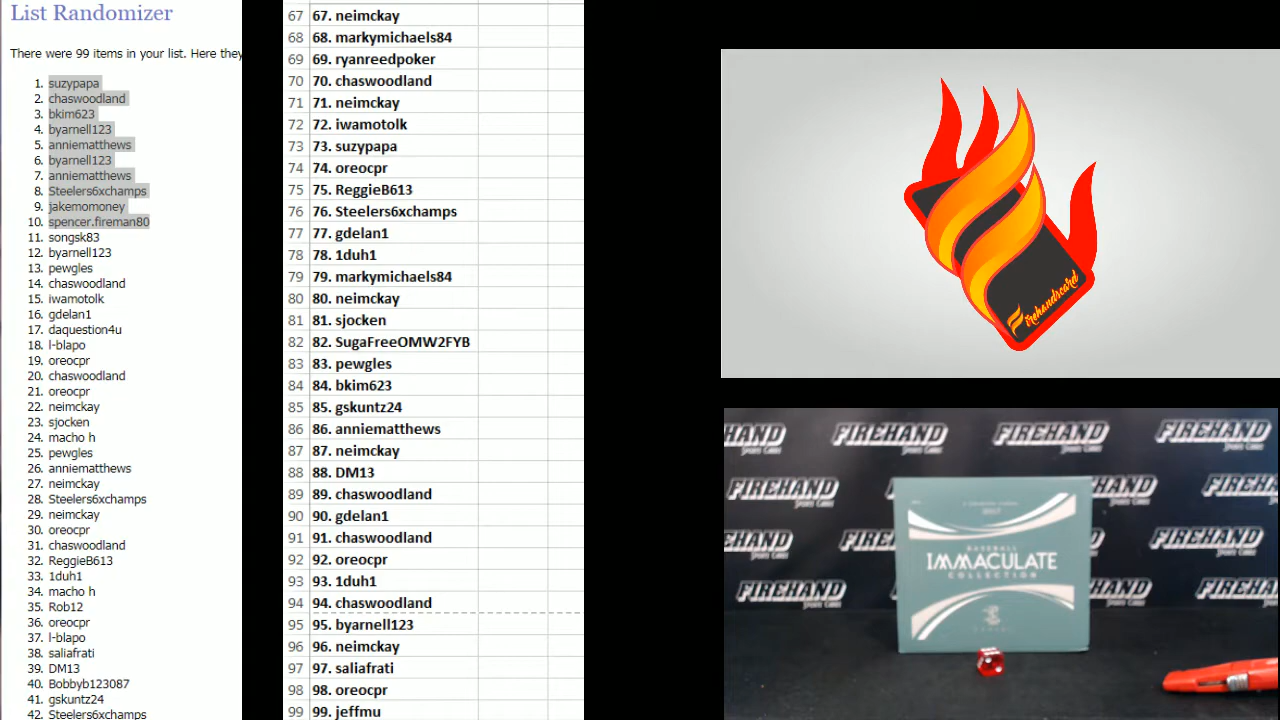 List Randomizer
There were 99 items in your list. Here they
1. suzypapa
2. chaswoodland
3. bkim623
4. byarnell123
5. anniematthews
6. byarnell123
7. anniematthews
8. Steelers6xchamps
9. jakemomoney
10. spencer.fireman80
11. songsk83
12. byarnell123
13. pewgles
14. chaswoodland
15. iwamotolk
16. gdelan1
17. daquestion4u
18. l-blapo
19. oreocpr
20. chaswoodland
21. oreocpr
22. neimckay
23. sjocken
24. macho h
25. pewgles
26. anniematthews
27. neimckay
28. Steelers6xchamps
29. neimckay
30. oreocpr
31. chaswoodland
32. ReggieB613
33. 1duh1
34. macho h
35. Rob12
36. oreocpr
37. l-blapo
38. saliafrati
39. DM13
40. Bobbyb123087
41. gskuntz24
42. Steelers6xchamps
67 67. neimckay
68 68. markymichaels84
69 69. ryanreedpoker
70 70. chaswoodland
71 71. neimckay
72 72. iwamotolk
73 73. suzypapa
74 74. oreocpr
75 75. ReggieB613
76 76. Steelers6xchamps
77 77. gdelan1
78 78. 1duh1
79 79. markymichaels84
80 80. neimckay
81 81. sjocken
82 82. SugaFreeOMW2FYB
83 83. pewgles
84 84. bkim623
85 85. gskuntz24
86 86. anniematthews
87 87. neimckay
88 88. DM13
89 89. chaswoodland
90 90. gdelan1
91 91. chaswoodland
92 92. oreocpr
93 93. 1duh1
94 94. chaswoodland
95 95. byarnell123
96 96. neimckay
97 97. saliafrati
98 98. oreocpr
99 99. jeffmu
Firehandscard
FIREHAND
2017
BASEBALL
IMMACULATE
COLLECTION